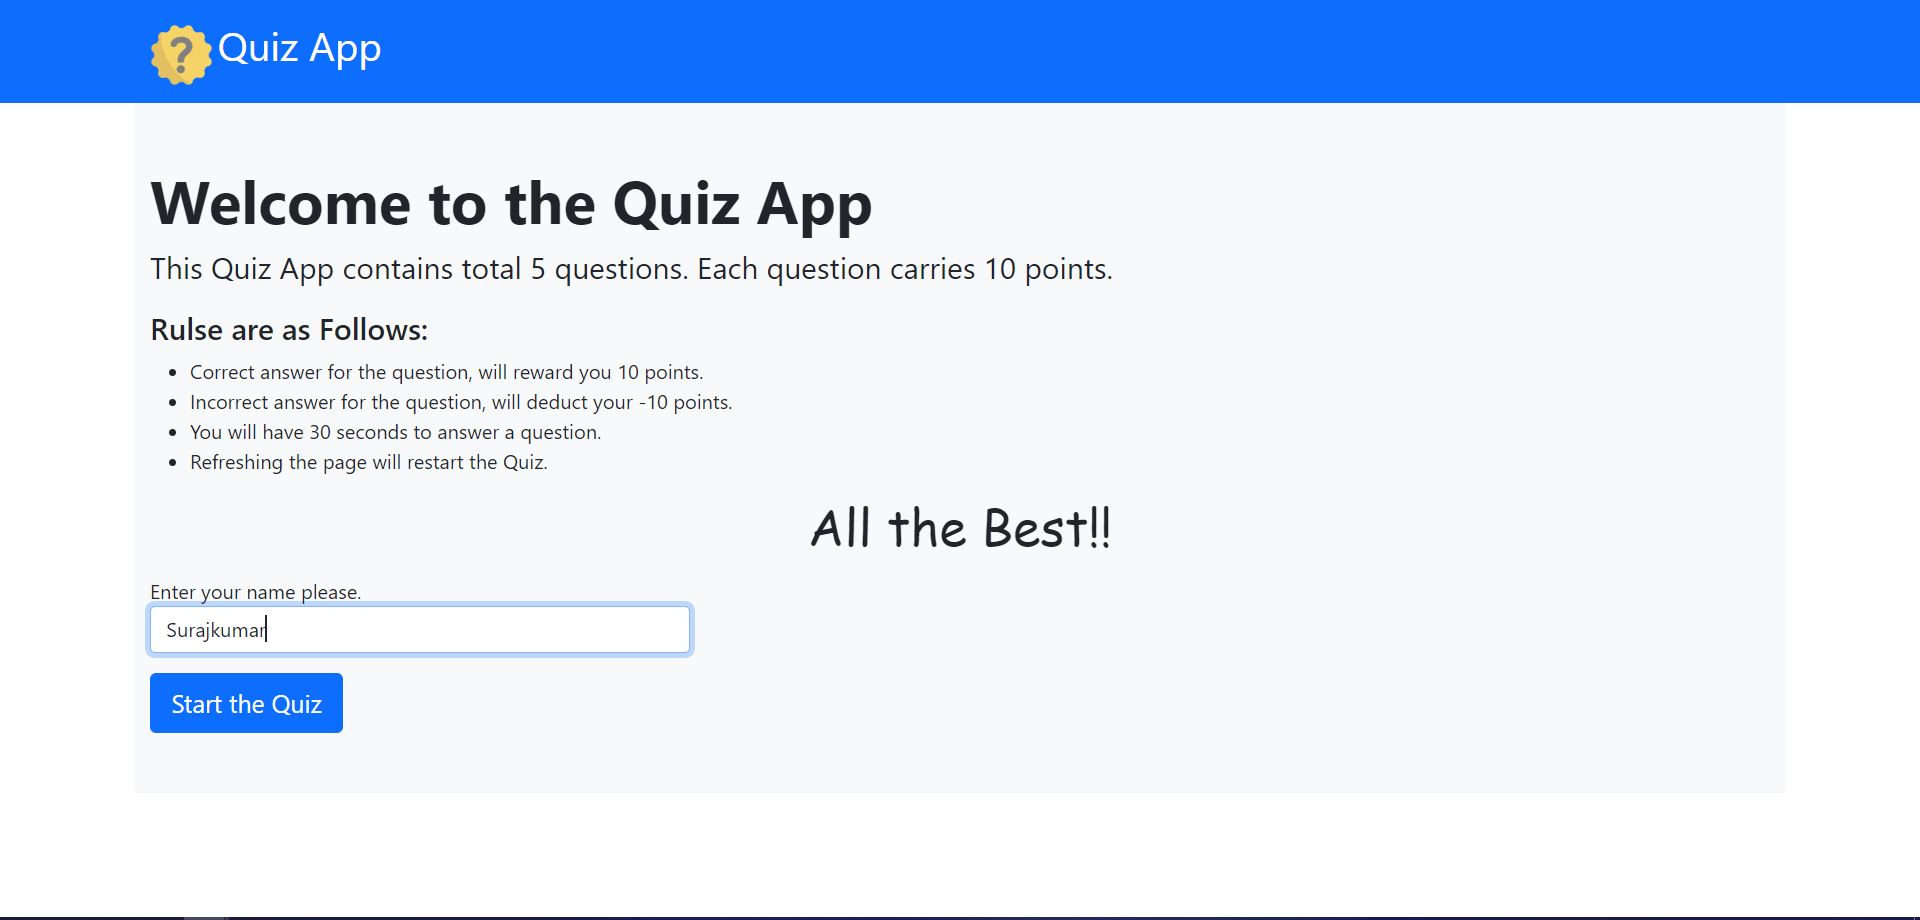 ? Quiz App
Welcome to the Quiz App
This Quiz App contains total 5 questions. Each question carries 10 points.
Rulse are as Follows:
• Correct answer for the question, will reward you 10 points.
• Incorrect answer for the question, will deduct your -10 points.
• You will have 30 seconds to answer a question.
• Refreshing the page will restart the Quiz.
All the Best!!
Enter your name please.
Surajkumar
Start the Quiz